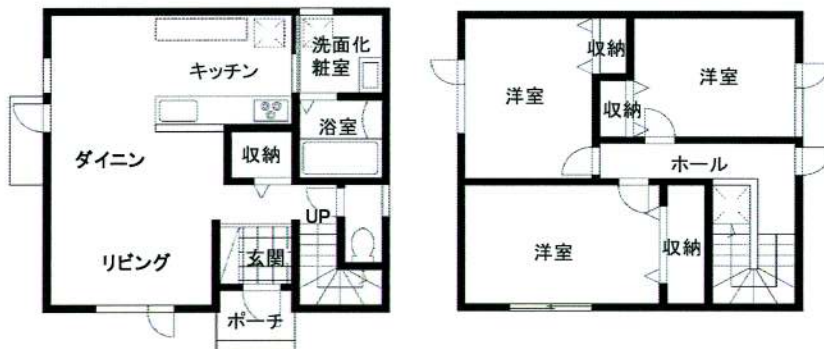 洗面化
粧室
キッチン
浴室
収納
ダイニン
UP
リビング
玄関
ポーチ
収納
洋室
洋室
収納
ホール
洋室
収納